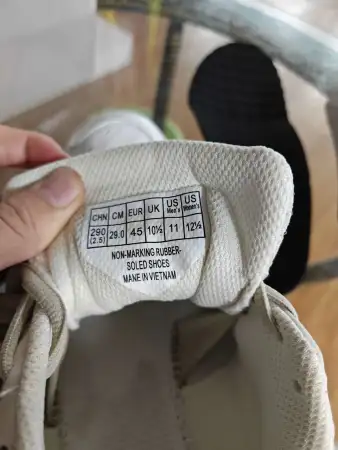 CHN CM EUR UK US Men's US Women's
290 (2.5) 29.0 45 10½ 11 12½
NON-MARKING RUBBER-
SOLED SHOES
MADE IN VIETNAM